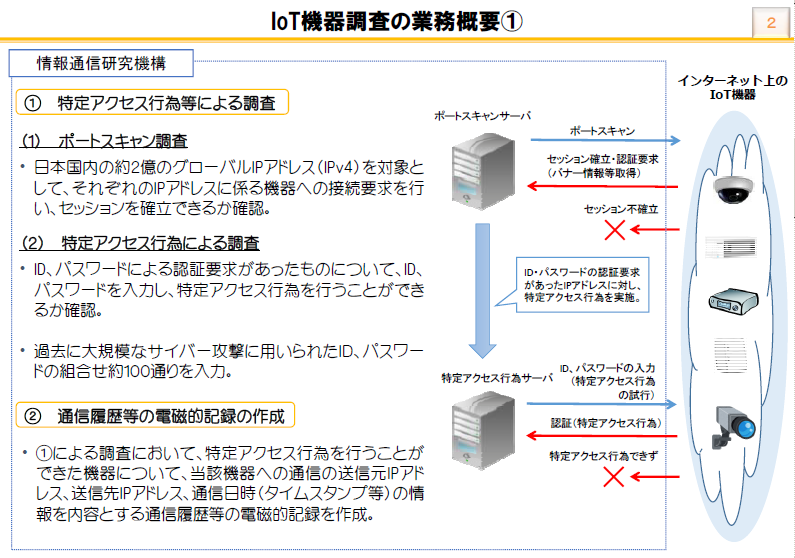 IoT機器調査の業務概要①
2
情報通信研究機構
① 特定アクセス行為等による調査
(1) ポートスキャン調査
・ 日本国内の約2億のグローバルIPアドレス(IPv4)を対象と
して、それぞれのIPアドレスに係る機器への接続要求を行
い、セッションを確立できるか確認。
(2) 特定アクセス行為による調査
・ ID、パスワードによる認証要求があったものについて、ID、
パスワードを入力し、特定アクセス行為を行うことができ
るか確認。
・ 過去に大規模なサイバー攻撃に用いられたID、パスワー
ドの組合せ約100通りを入力。
② 通信履歴等の電磁的記録の作成
・ ①による調査において、特定アクセス行為を行うことが
できた機器について、当該機器への通信の送信元IPアド
レス、送信先IPアドレス、通信日時(タイムスタンプ等)の情
報を内容とする通信履歴等の電磁的記録を作成。
ポートスキャンサーバ
ポートスキャン
セッション確立・認証要求
(バナー情報等取得)
セッション不確立
ID・パスワードの認証要求
があったIPアドレスに対し、
特定アクセス行為を実施。
特定アクセス行為サーバ
ID、パスワードの入力
(特定アクセス行為
の試行)
認証(特定アクセス行為)
特定アクセス行為できず
インターネット上の
IoT機器